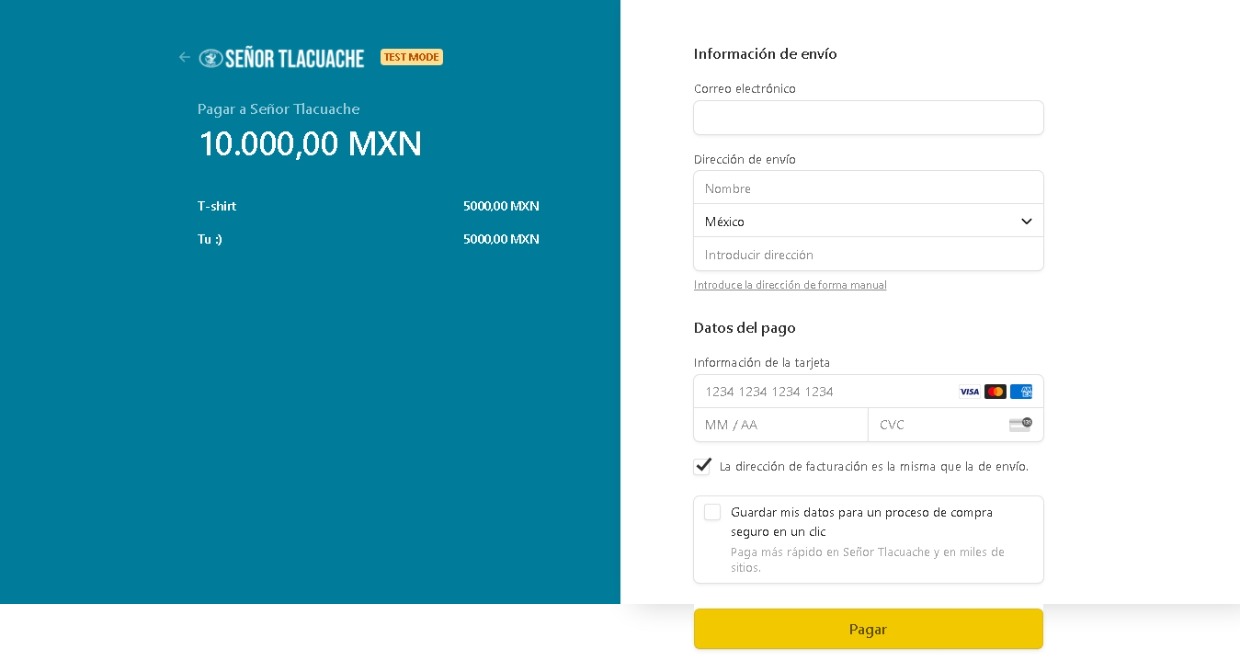 SEÑOR TLACUACHE TEST MODE
Pagar a Señor Tlacuache
10.000,00 MXN
T-shirt 5000,00 MXN
Tu :) 5000,00 MXN
Información de envío
Correo electrónico
Dirección de envío
Nombre
México
Introducir dirección
Introduce la dirección de forma manual
Datos del pago
Información de la tarjeta
1234 1234 1234 1234 VISA
MM / AA CVC
La dirección de facturación es la misma que la de envío.
Guardar mis datos para un proceso de compra
seguro en un clic
Paga más rápido en Señor Tlacuache y en miles de
sitios.
Pagar